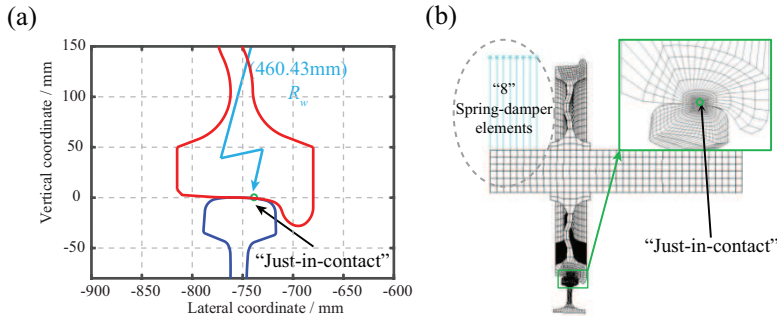 (a)
150
100
50
0
-50
Vertical coordinate / mm
(460.43mm)
R_w
“Just-in-contact”
-900 -850 -800 -750 -700 -650 -600
Lateral coordinate / mm
(b)
“8”
Spring-damper
elements
“Just-in-contact”